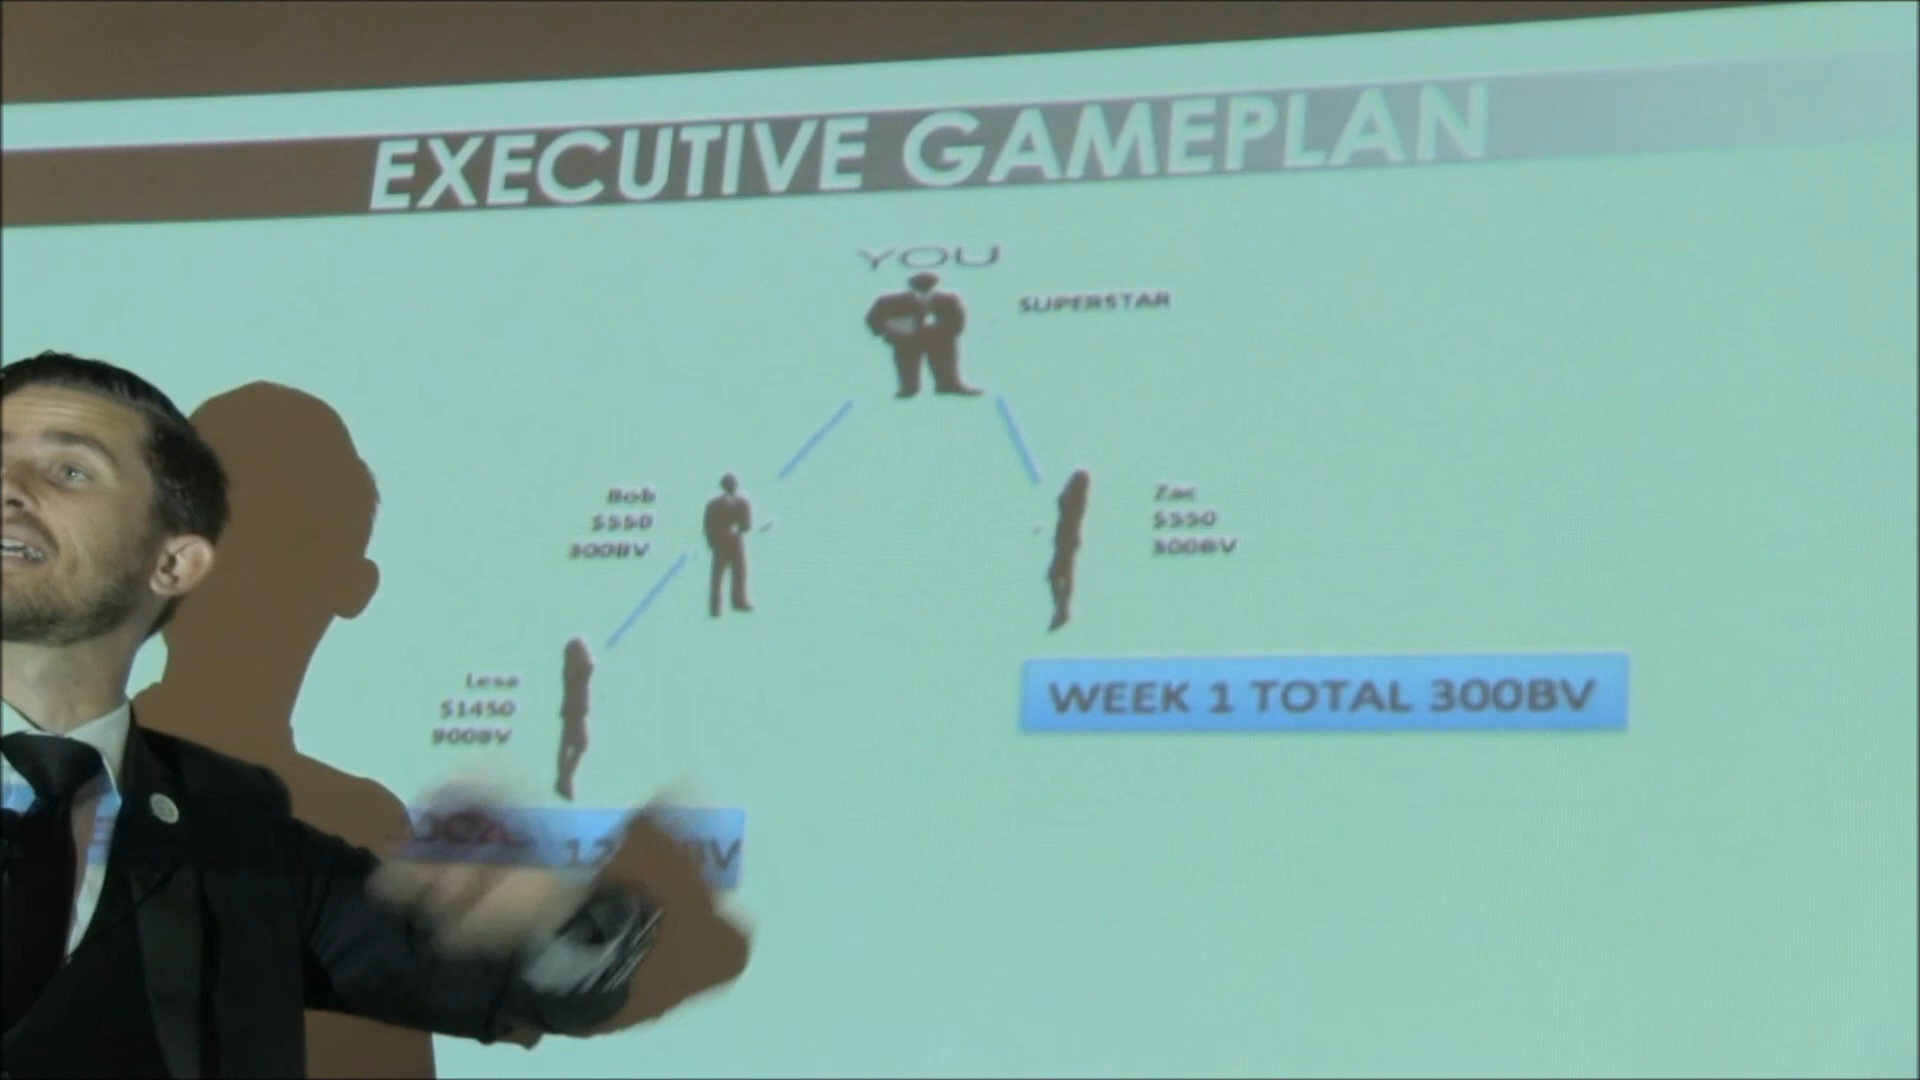 EXECUTIVE GAMEPLAN
YOU
SUPERSTAR
Bob
$550
300BV
Zac
$550
300BV
Lesa
$1450
900BV
WEEK 1 TOTAL 300BV